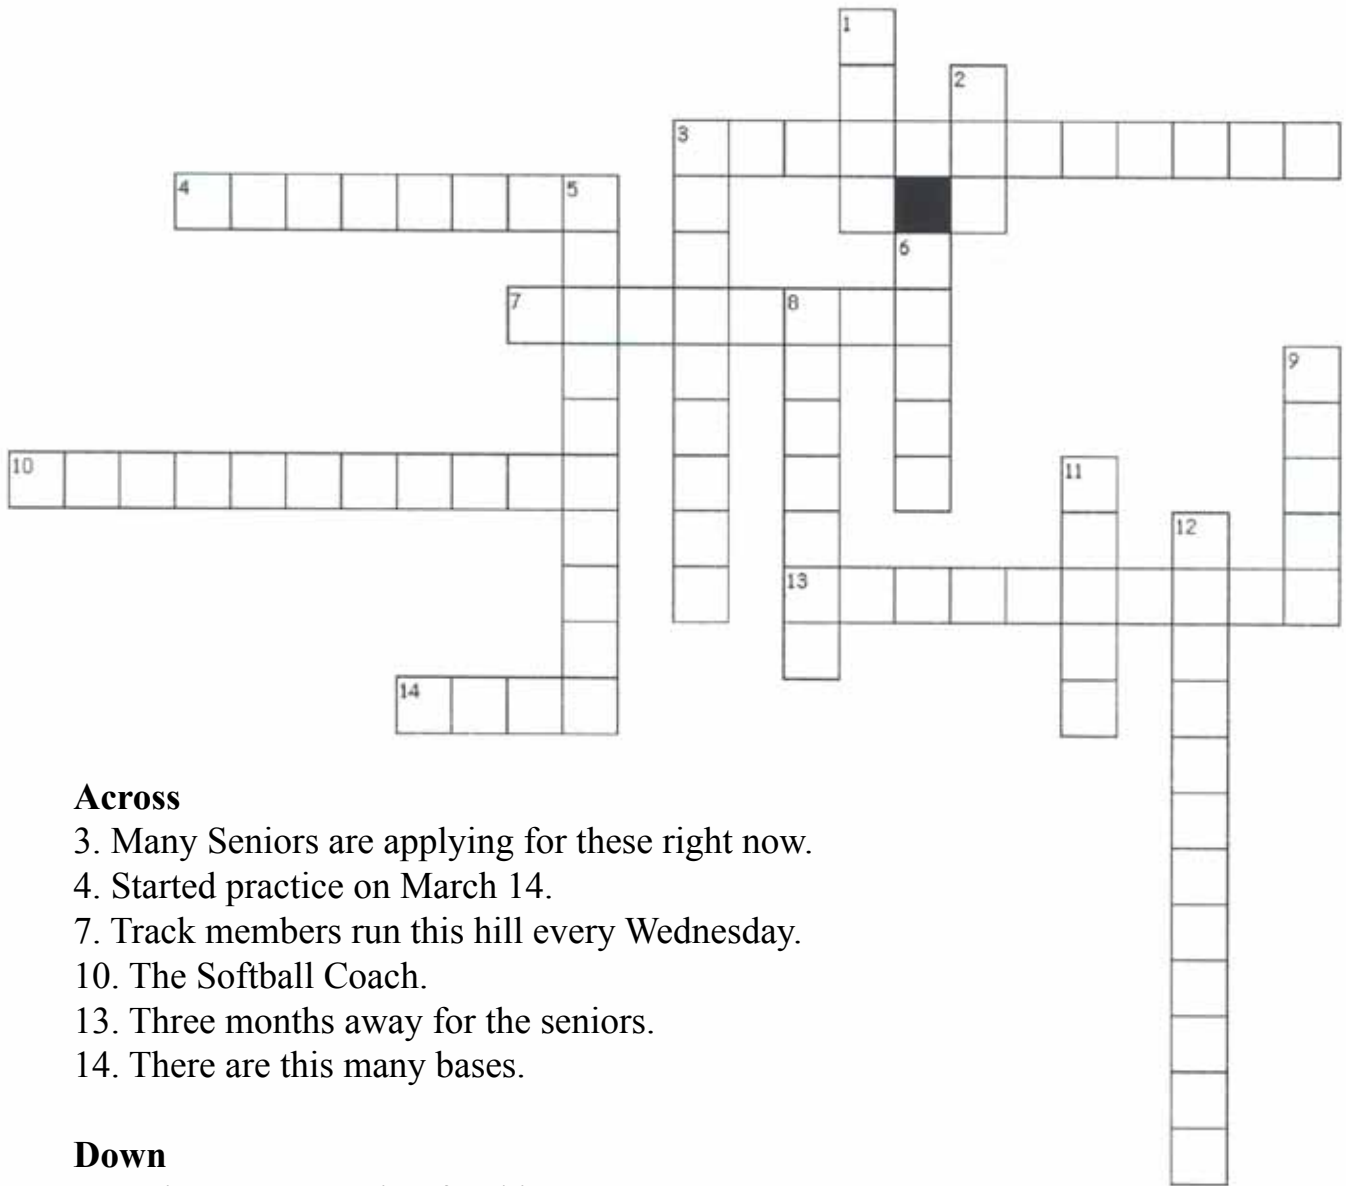 1
2
3
4
5
6
7
8
9
10
11
12
13
14
Across
3. Many Seniors are applying for these right now.
4. Started practice on March 14.
7. Track members run this hill every Wednesday.
10. The Softball Coach.
13. Three months away for the seniors.
14. There are this many bases.
Down